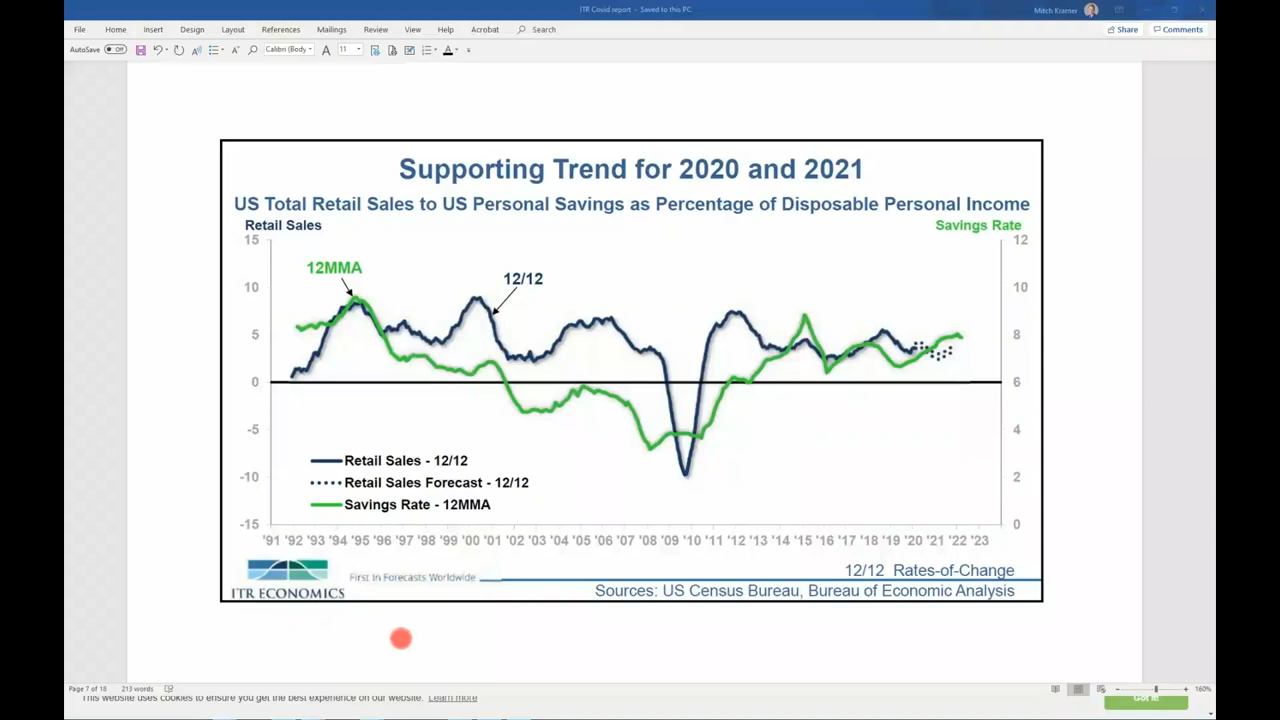 ITR Covid report - Saved to this PC
Mitch Kramer
File Home Insert Design Layout References Mailings Review View Help Acrobat Search Share Comments
AutoSave Off Calibri (Body 11
Supporting Trend for 2020 and 2021
US Total Retail Sales to US Personal Savings as Percentage of Disposable Personal Income
Retail Sales Savings Rate
15 12
12MMA 12/12
10 10
5 8
0 6
-5 4
Retail Sales - 12/12
-10 2
Retail Sales Forecast - 12/12
Savings Rate - 12MMA
-15 0
'91 '92 '93 '94 '95 '96 '97 '98 '99 '00 '01 '02 '03 '04 '05 '06 '07 '08 '09 '10 '11 '12 '13 '14 '15 '16 '17 '18 '19 '20 '21 '22 '23
12/12 Rates-of-Change
First In Forecasts Worldwide
ITR ECONOMICS
Sources: US Census Bureau, Bureau of Economic Analysis
Page 7 of 18 213 words 160%
This website uses cookies to ensure you get the best experience on our website. Learn more